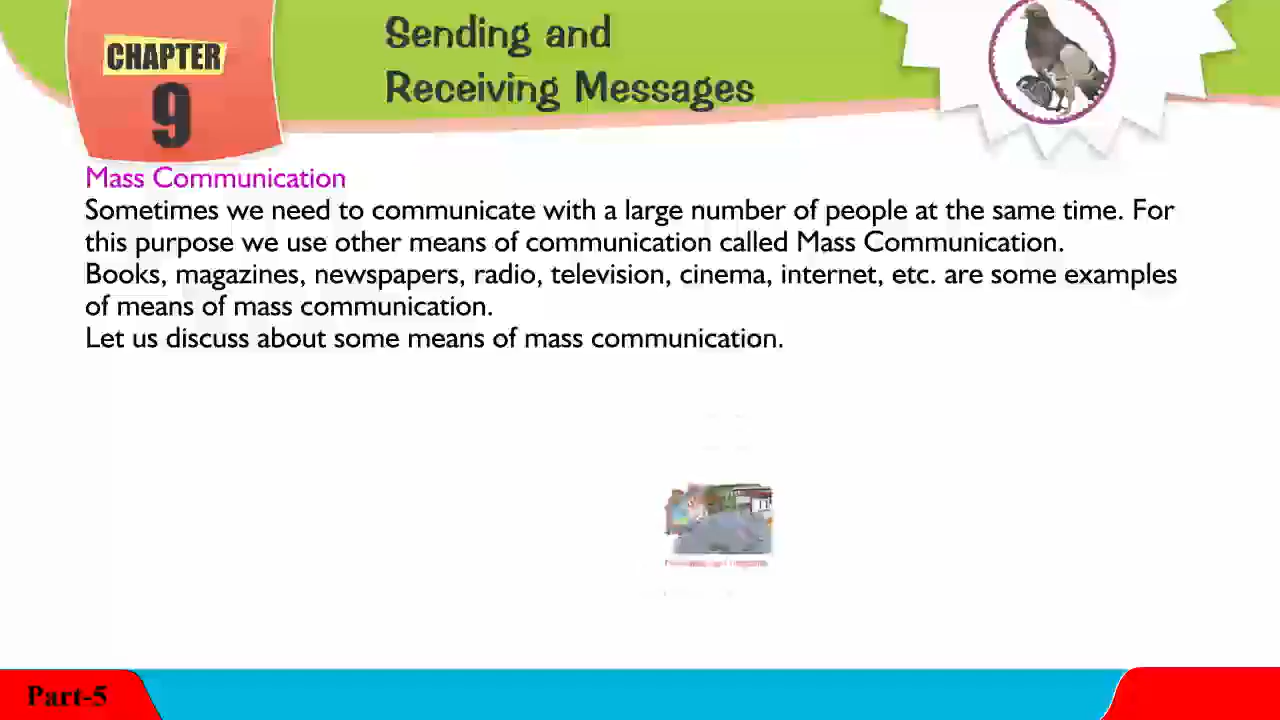 CHAPTER
9
Sending and
Receiving Messages
Mass Communication
Sometimes we need to communicate with a large number of people at the same time. For
this purpose we use other means of communication called Mass Communication.
Books, magazines, newspapers, radio, television, cinema, internet, etc. are some examples
of means of mass communication.
Let us discuss about some means of mass communication.
Part-5